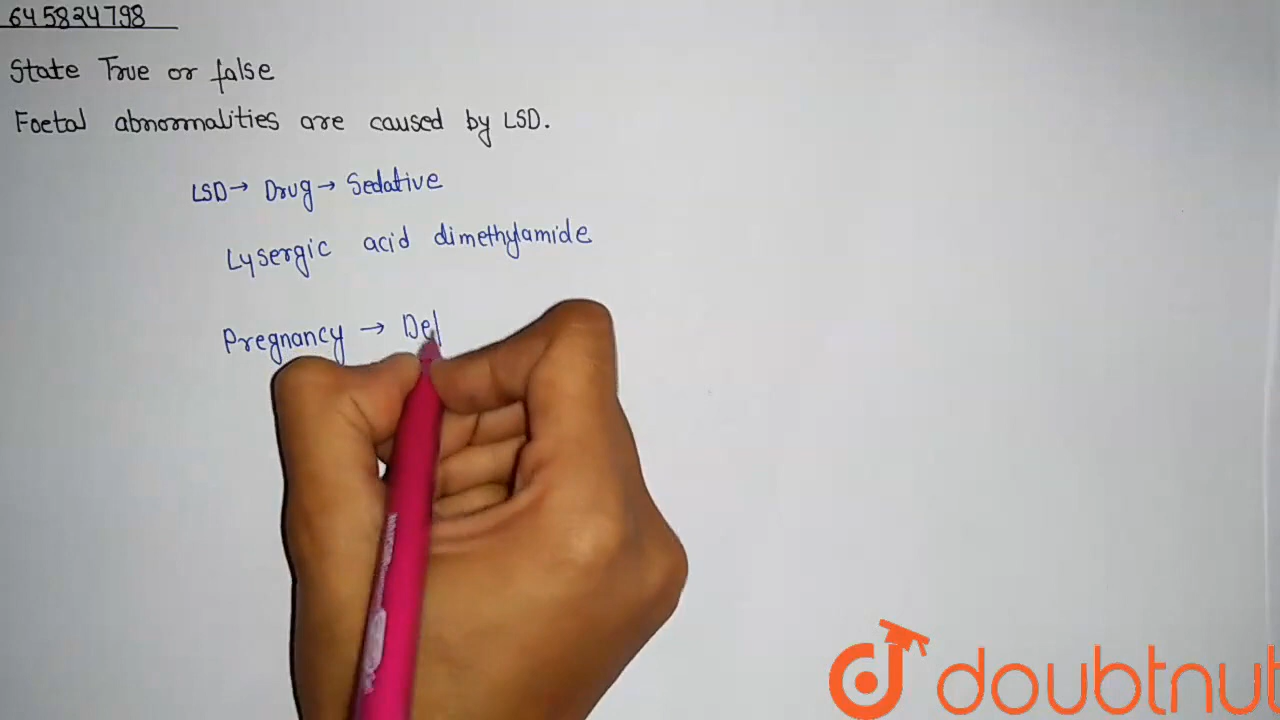 645824798
State True or false
Foetal abnormalities are caused by LSD.
LSD→ Drug→ Sedative
Lysergic acid dimethylamide
Pregnancy → Def
doubtnut